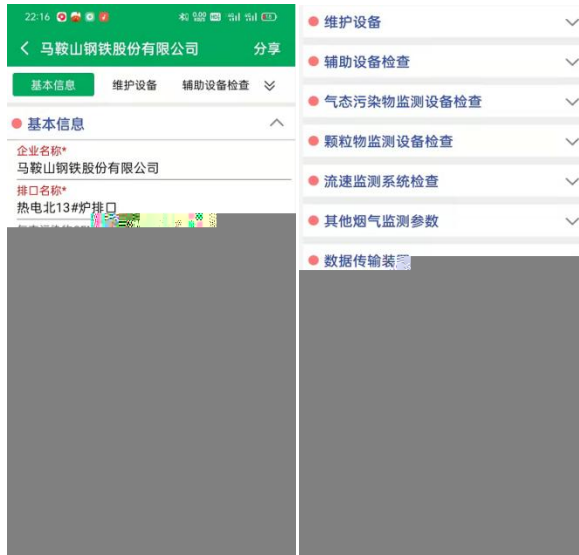 22:16
马鞍山钢铁股份有限公司 分享
基本信息 维护设备 辅助设备检查
基本信息
企业名称*
马鞍山钢铁股份有限公司
排口名称*
热电北13#炉排口
维护设备
辅助设备检查
气态污染物监测设备检查
颗粒物监测设备检查
流速监测系统检查
其他烟气监测参数
数据传输装